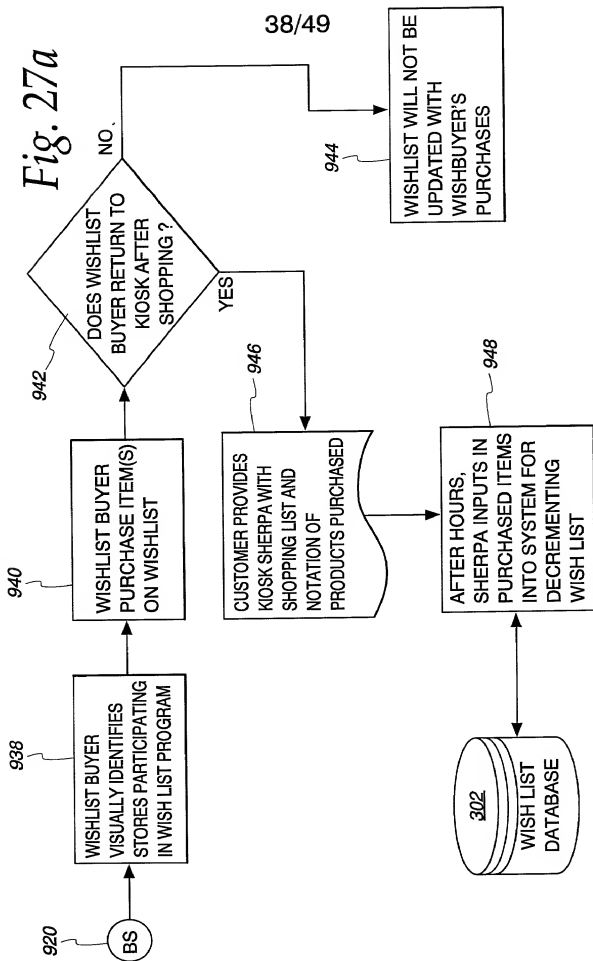 38/49
Fig. 27a
920
BS
938
WISHLIST BUYER
VISUALLY IDENTIFIES
STORES PARTICIPATING
IN WISH LIST PROGRAM
940
WISHLIST BUYER
PURCHASE ITEM(S)
ON WISHLIST
942
DOES WISHLIST
BUYER RETURN TO
KIOSK AFTER
SHOPPING ?
NO.
YES
944
WISHLIST WILL NOT BE
UPDATED WITH
WISHBUYER'S
PURCHASES
946
CUSTOMER PROVIDES
KIOSK SHERPA WITH
SHOPPING LIST AND
NOTATION OF
PRODUCTS PURCHASED
948
AFTER HOURS,
SHERPA INPUTS IN
PURCHASED ITEMS
INTO SYSTEM FOR
DECREMENTING
WISH LIST
302
WISH LIST
DATABASE